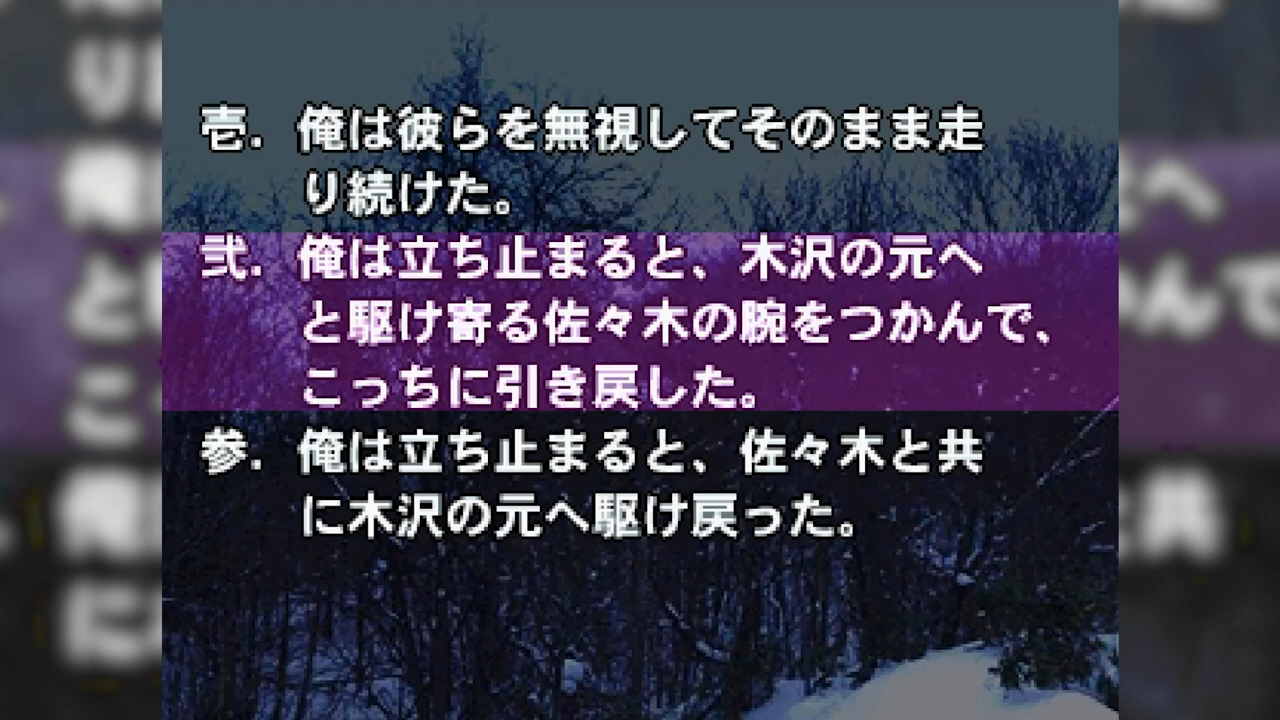 壱. 俺は彼らを無視してそのまま走
り続けた。
弐. 俺は立ち止まると、木沢の元へ
と駆け寄る佐々木の腕をつかんで、
こっちに引き戻した。
参. 俺は立ち止まると、佐々木と共
に木沢の元へ駆け戻った。